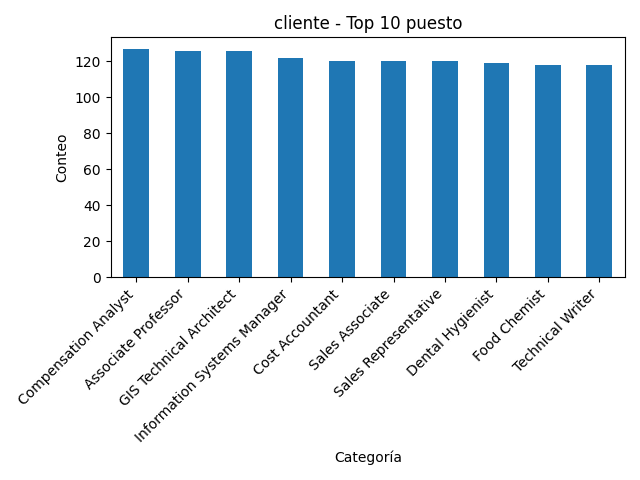 cliente - Top 10 puesto
Conteo
120
100
80
60
40
20
0
Compensation Analyst
Associate Professor
GIS Technical Architect
Information Systems Manager
Cost Accountant
Sales Associate
Sales Representative
Dental Hygienist
Food Chemist
Technical Writer
Categoría